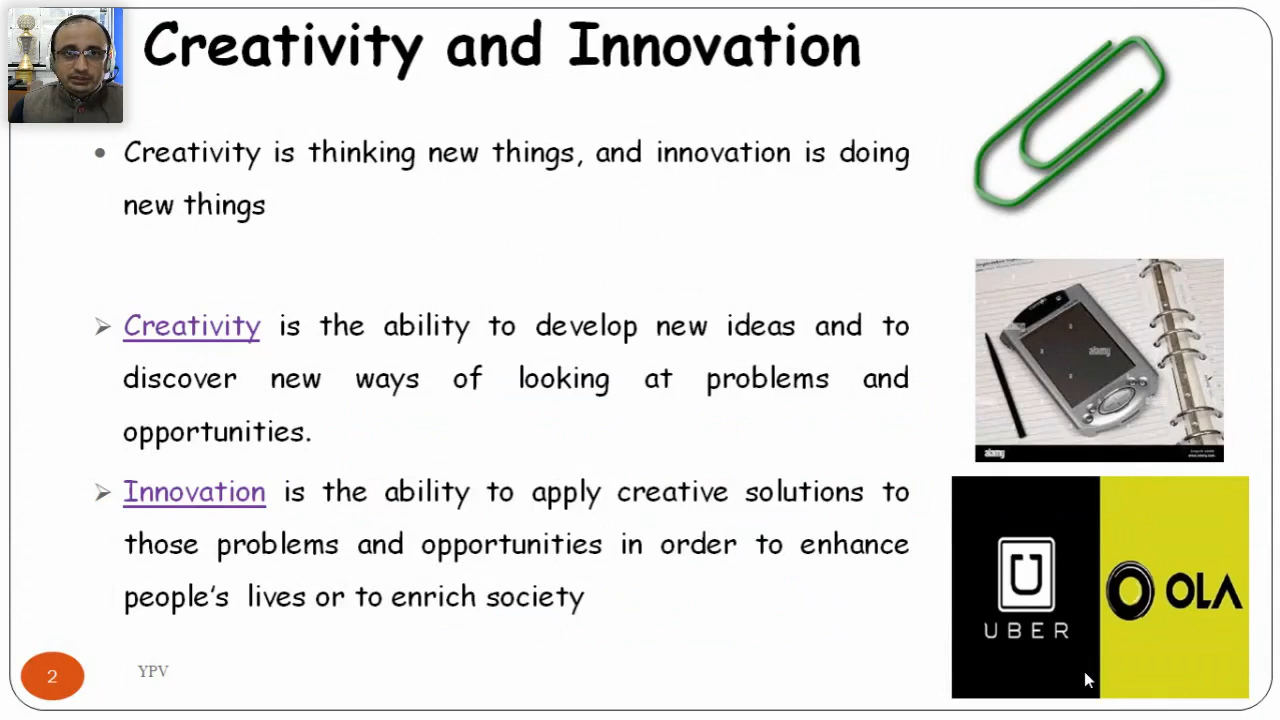 Creativity and Innovation
Creativity is thinking new things, and innovation is doing
new things
Creativity is the ability to develop new ideas and to
discover new ways of looking at problems and
opportunities.
Innovation is the ability to apply creative solutions to
those problems and opportunities in order to enhance
people's  lives or to enrich society
alamy
alamy
U
UBER
OLA
2
YPV